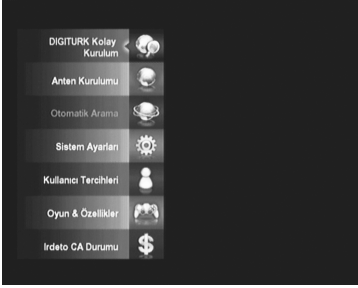 DIGITURK Kolay
Kurulum
Anten Kurulumu
Otomatik Arama
Sistem Ayarları
Kullanıcı Tercihleri
Oyun & Özellikler
Irdeto CA Durumu